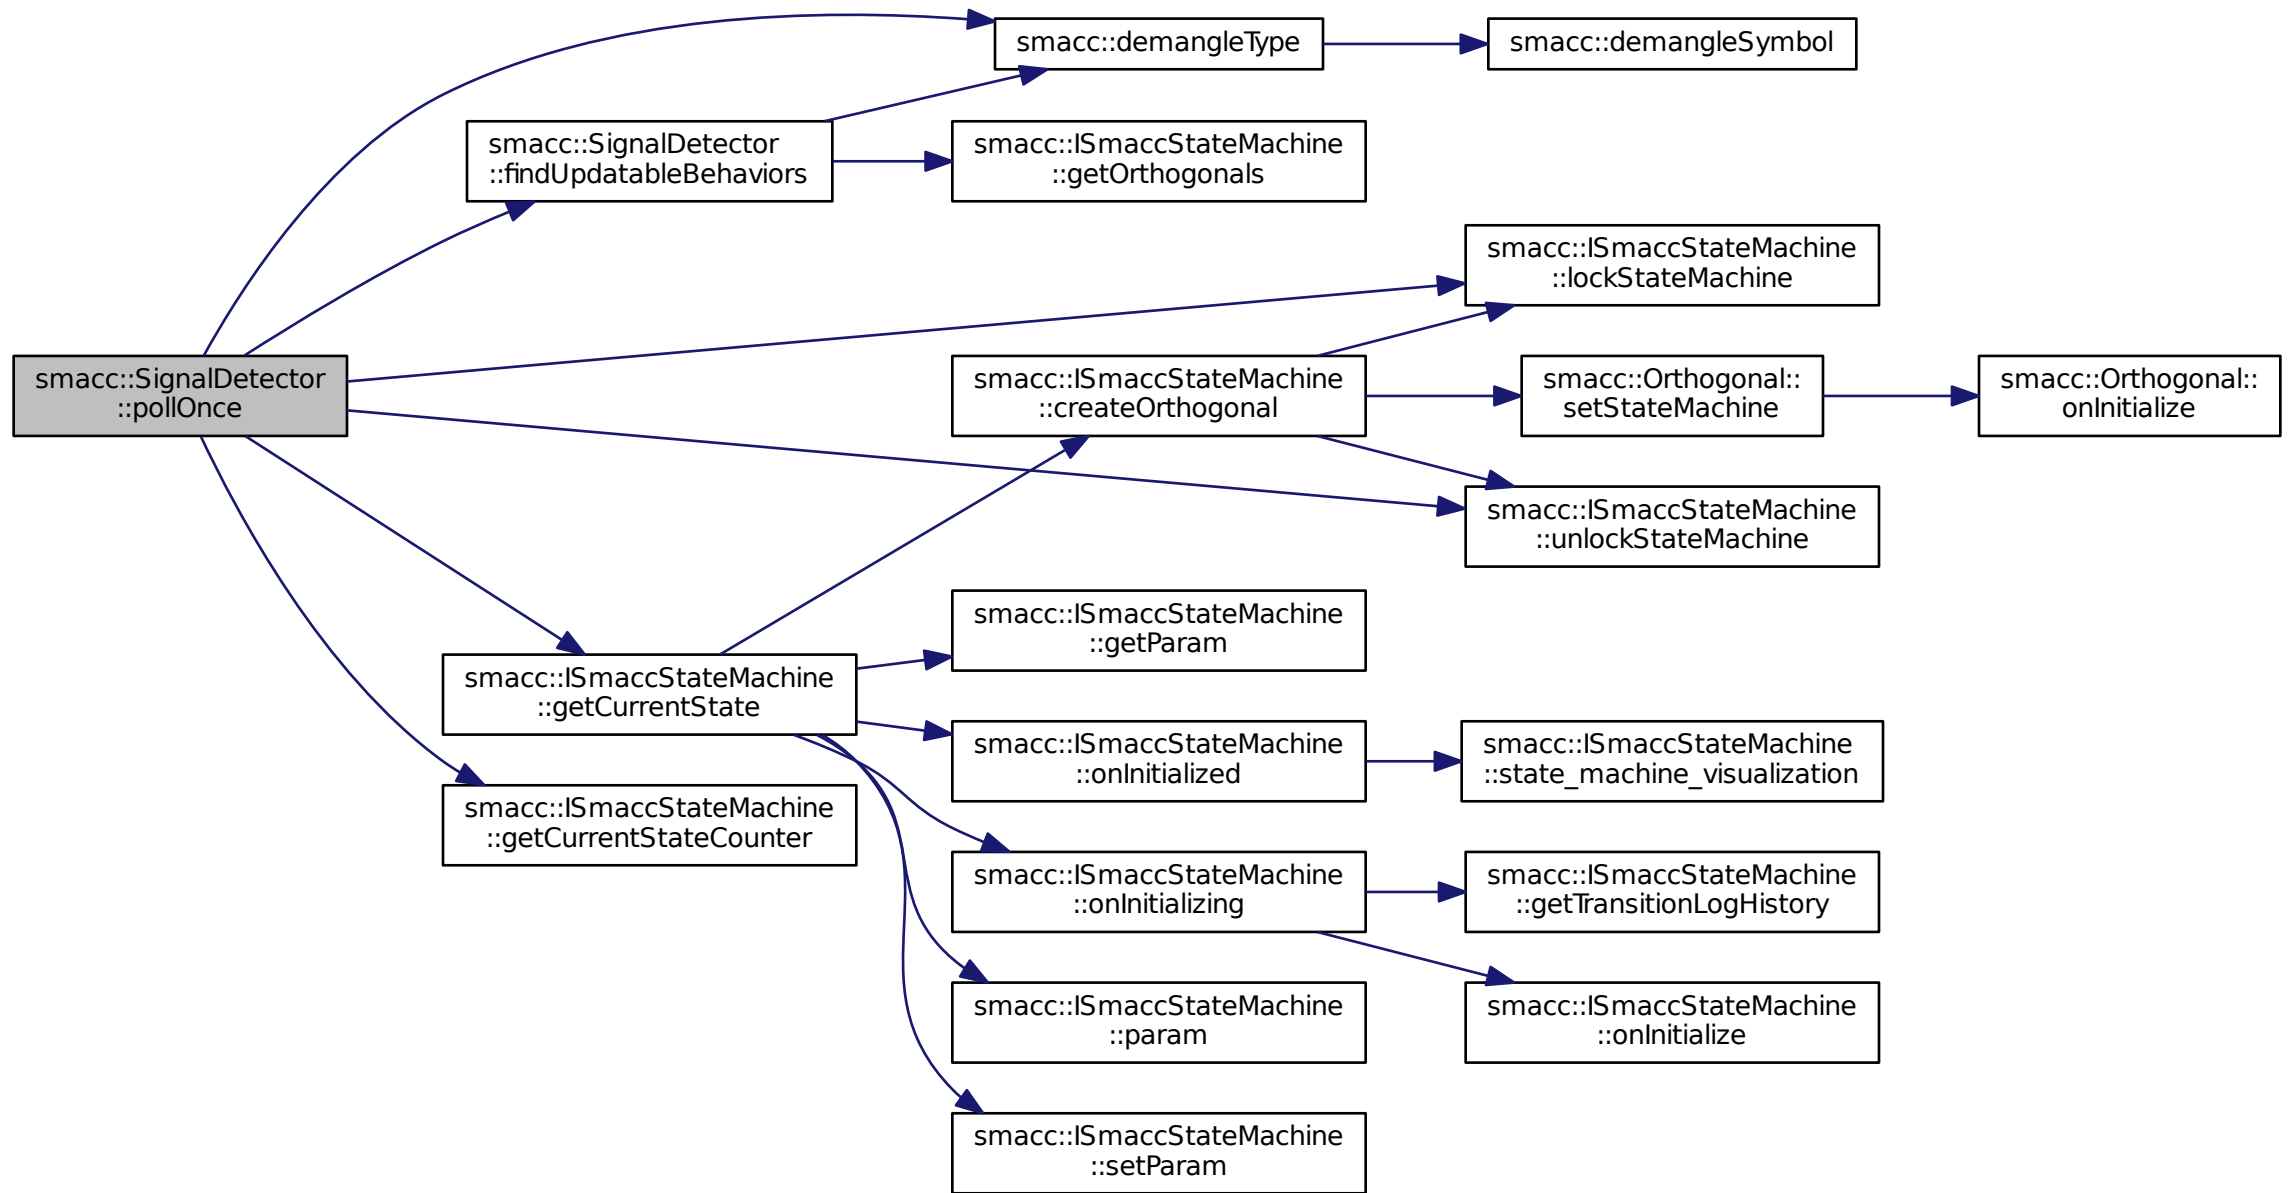 smacc::SignalDetector
::pollOnce
smacc::demangleType
smacc::demangleSymbol
smacc::SignalDetector
::findUpdatableBehaviors
smacc::ISmaccStateMachine
::getOrthogonals
smacc::ISmaccStateMachine
::lockStateMachine
smacc::ISmaccStateMachine
::createOrthogonal
smacc::Orthogonal::
setStateMachine
smacc::Orthogonal::
onInitialize
smacc::ISmaccStateMachine
::unlockStateMachine
smacc::ISmaccStateMachine
::getCurrentState
smacc::ISmaccStateMachine
::getParam
smacc::ISmaccStateMachine
::onInitialized
smacc::ISmaccStateMachine
::state_machine_visualization
smacc::ISmaccStateMachine
::getCurrentStateCounter
smacc::ISmaccStateMachine
::onInitializing
smacc::ISmaccStateMachine
::getTransitionLogHistory
smacc::ISmaccStateMachine
::param
smacc::ISmaccStateMachine
::onInitialize
smacc::ISmaccStateMachine
::setParam